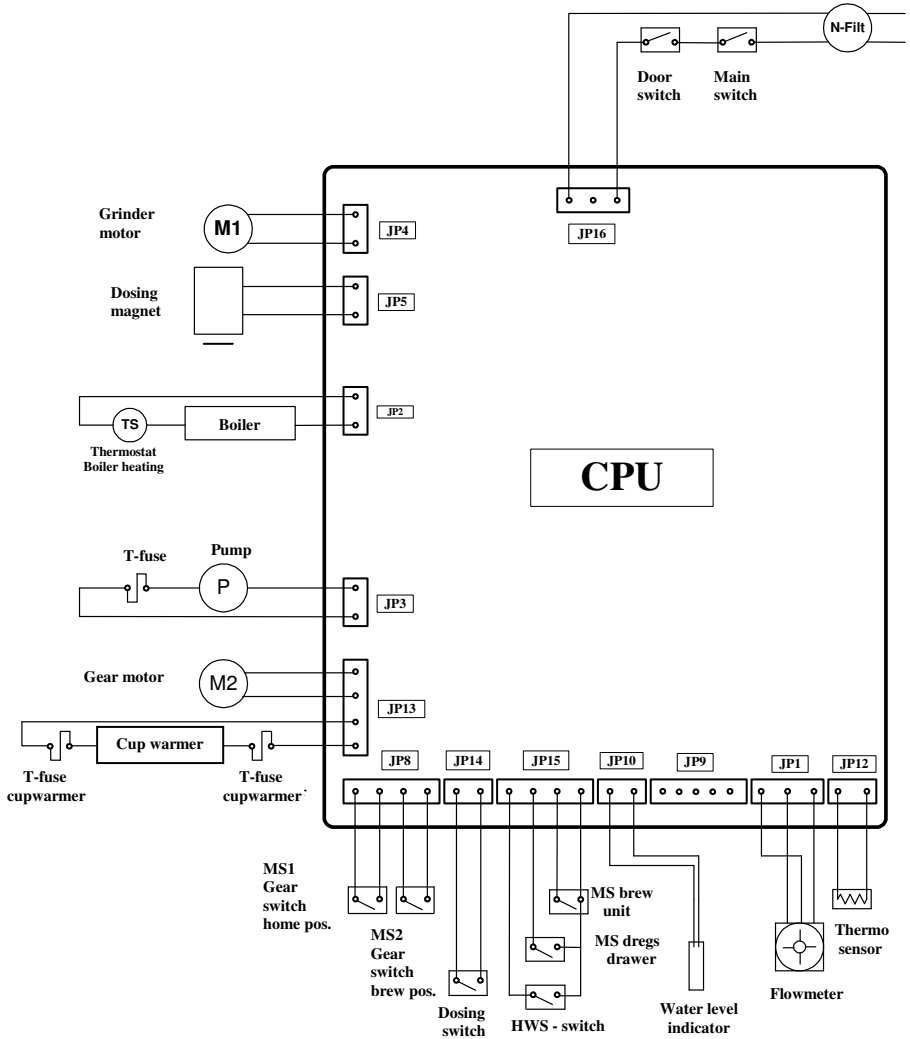 N-Filt
Door
switch
Main
switch
JP16
Grinder
motor
M1
JP4
Dosing
magnet
JP5
JP2
TS
Boiler
Thermostat
Boiler heating
CPU
T-fuse
Pump
P
JP3
Gear motor
M2
JP13
Cup warmer
T-fuse
cupwarmer
T-fuse
cupwarmer
JP8
JP14
JP15
JP10
JP9
JP1
JP12
MS1
Gear
switch
home pos.
MS2
Gear
switch
brew pos.
Dosing
switch
MS brew
unit
MS dregs
drawer
HWS - switch
Water level
indicator
Flowmeter
Thermo
sensor